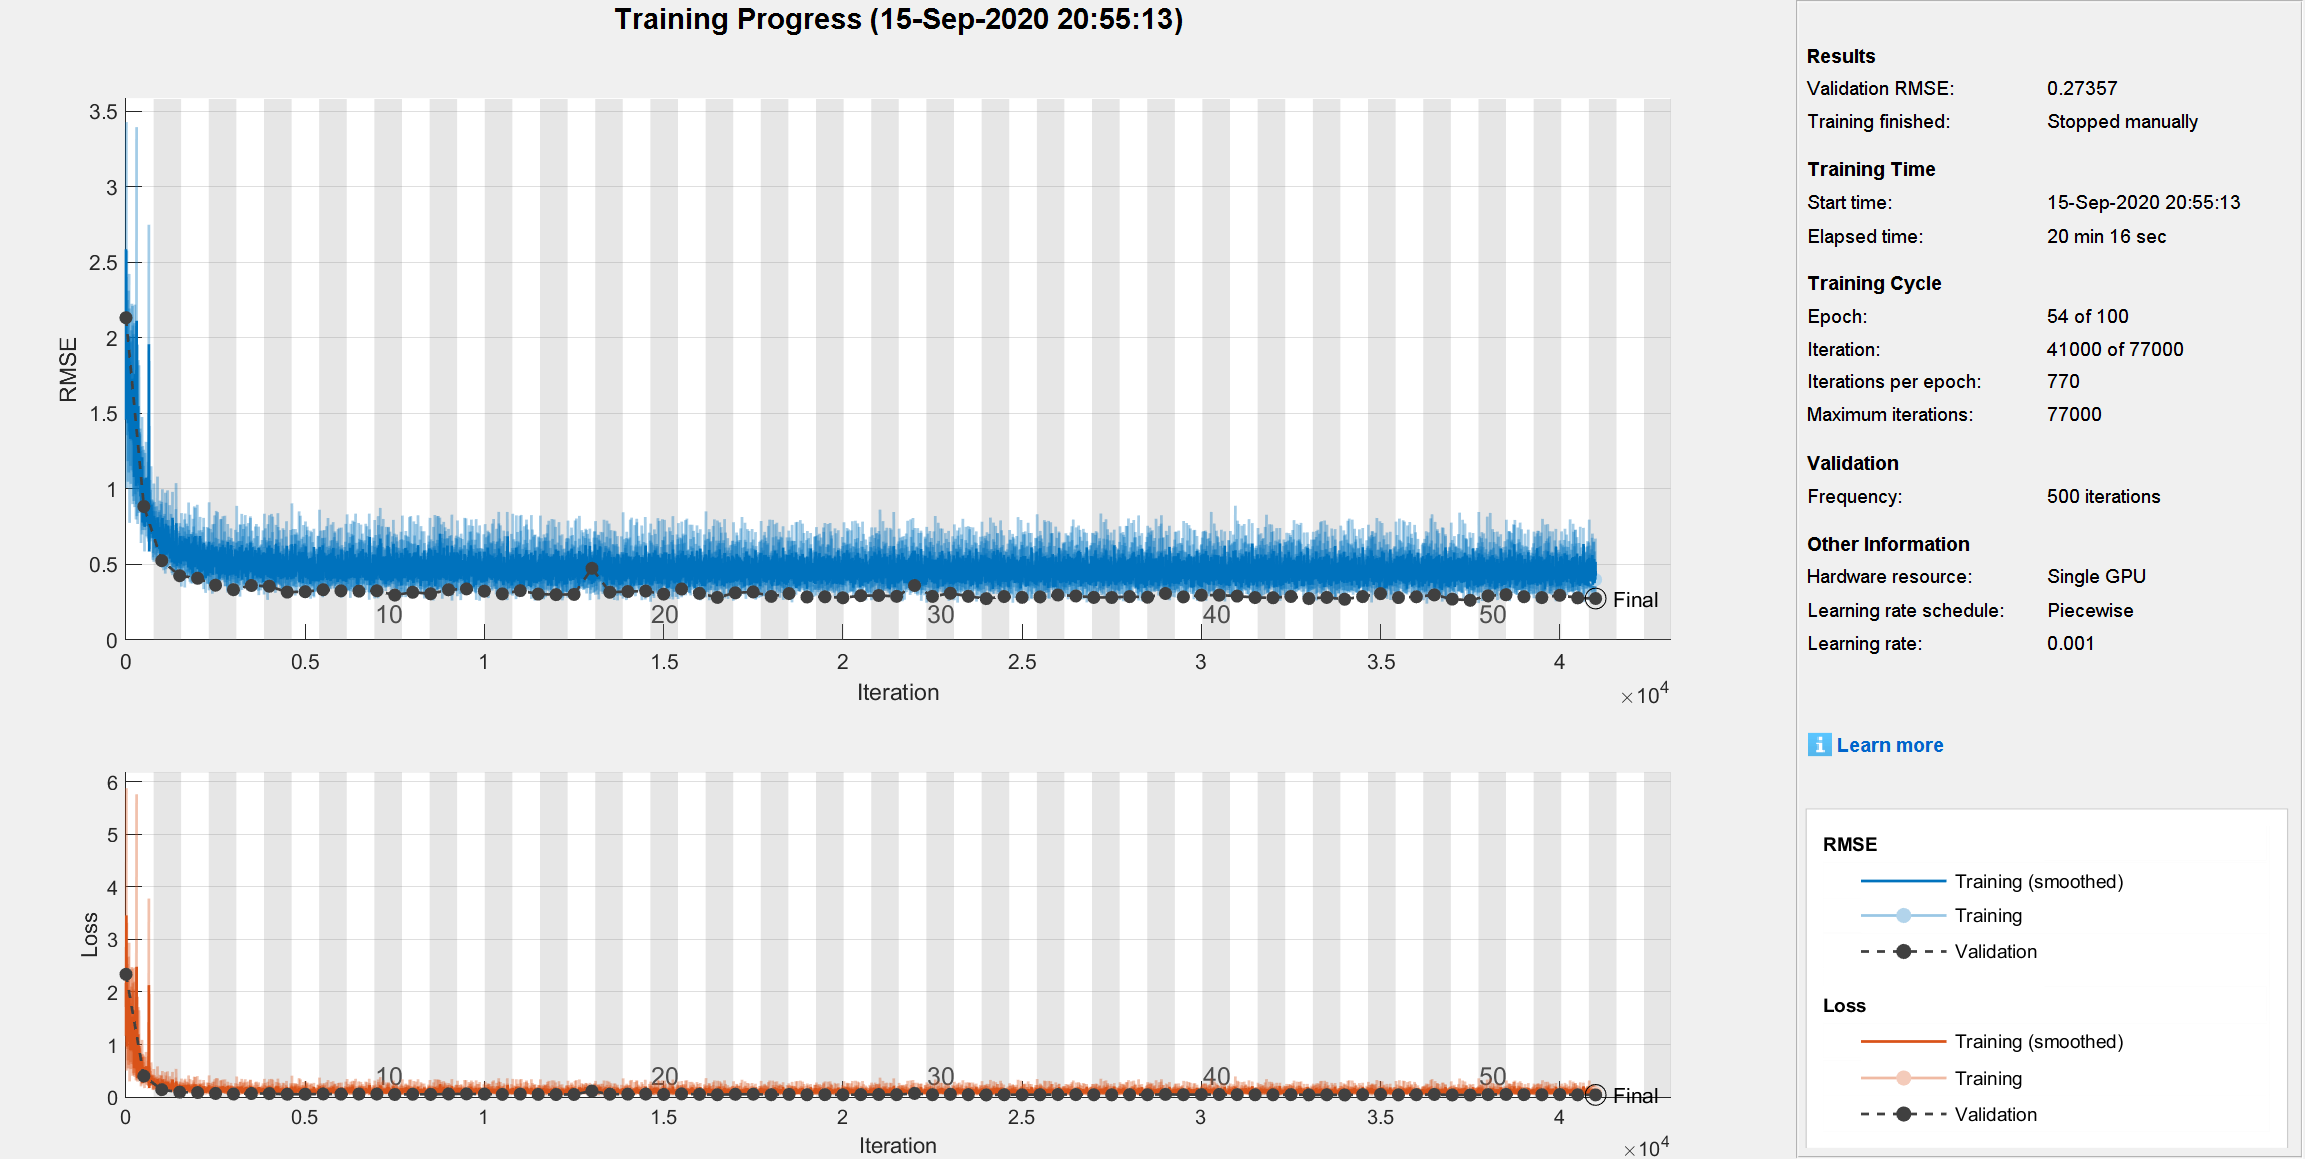 Training Progress (15-Sep-2020 20:55:13)
3.5
3
2.5
2
1.5
1
0.5
0
RMSE
10
20
30
40
50
Final
0
0.5
1
1.5
2
2.5
3
3.5
4
Iteration
×10⁴
6
5
4
3
2
1
0
Loss
10
20
30
40
50
Final
0
0.5
1
1.5
2
2.5
3
3.5
4
Iteration
×10⁴
Results
Validation RMSE: 0.27357
Training finished: Stopped manually
Training Time
Start time: 15-Sep-2020 20:55:13
Elapsed time: 20 min 16 sec
Training Cycle
Epoch: 54 of 100
Iteration: 41000 of 77000
Iterations per epoch: 770
Maximum iterations: 77000
Validation
Frequency: 500 iterations
Other Information
Hardware resource: Single GPU
Learning rate schedule: Piecewise
Learning rate: 0.001
i Learn more
RMSE
Training (smoothed)
Training
Validation
Loss
Training (smoothed)
Training
Validation